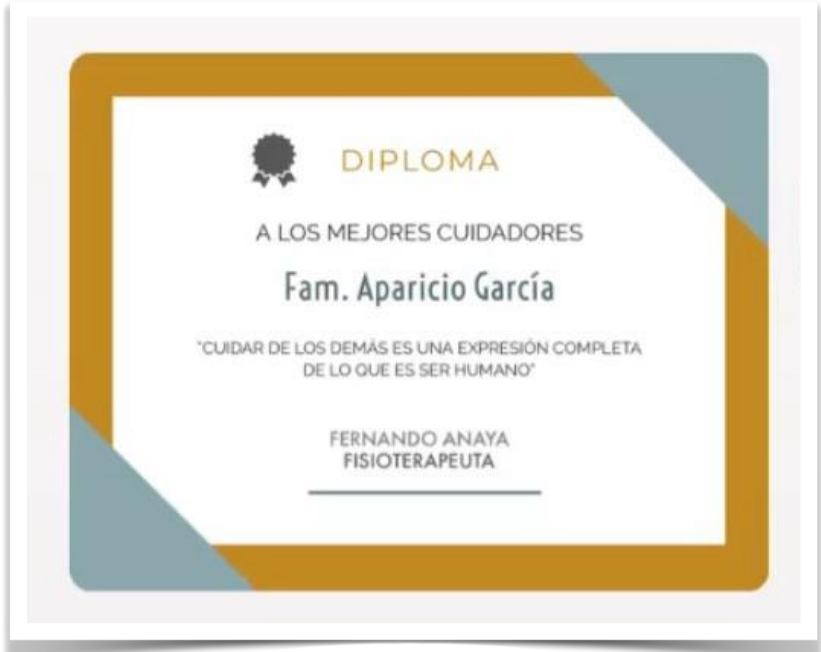 DIPLOMA
A LOS MEJORES CUIDADORES
Fam. Aparicio García
"CUIDAR DE LOS DEMÁS ES UNA EXPRESIÓN COMPLETA
DE LO QUE ES SER HUMANO"
FERNANDO ANAYA
FISIOTERAPEUTA